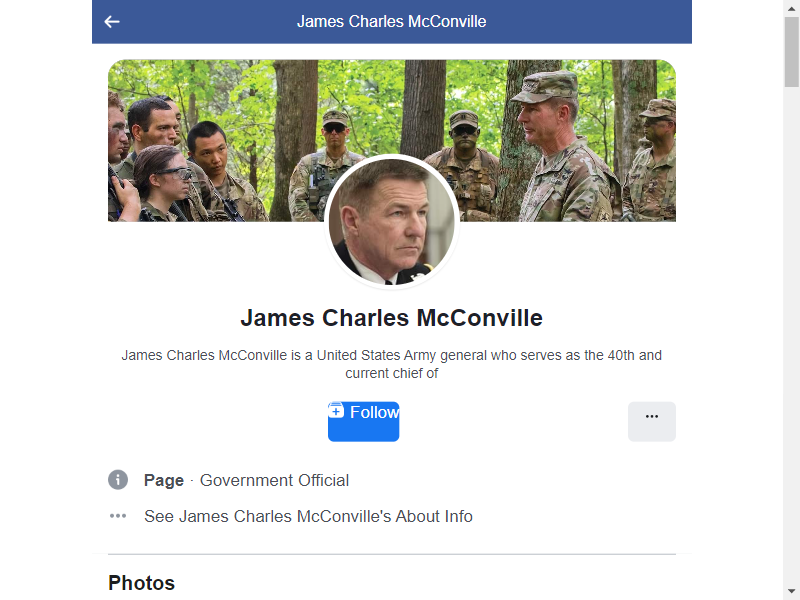 James Charles McConville
James Charles McConville
James Charles McConville is a United States Army general who serves as the 40th and
current chief of
Follow
Page · Government Official
See James Charles McConville's About Info
Photos